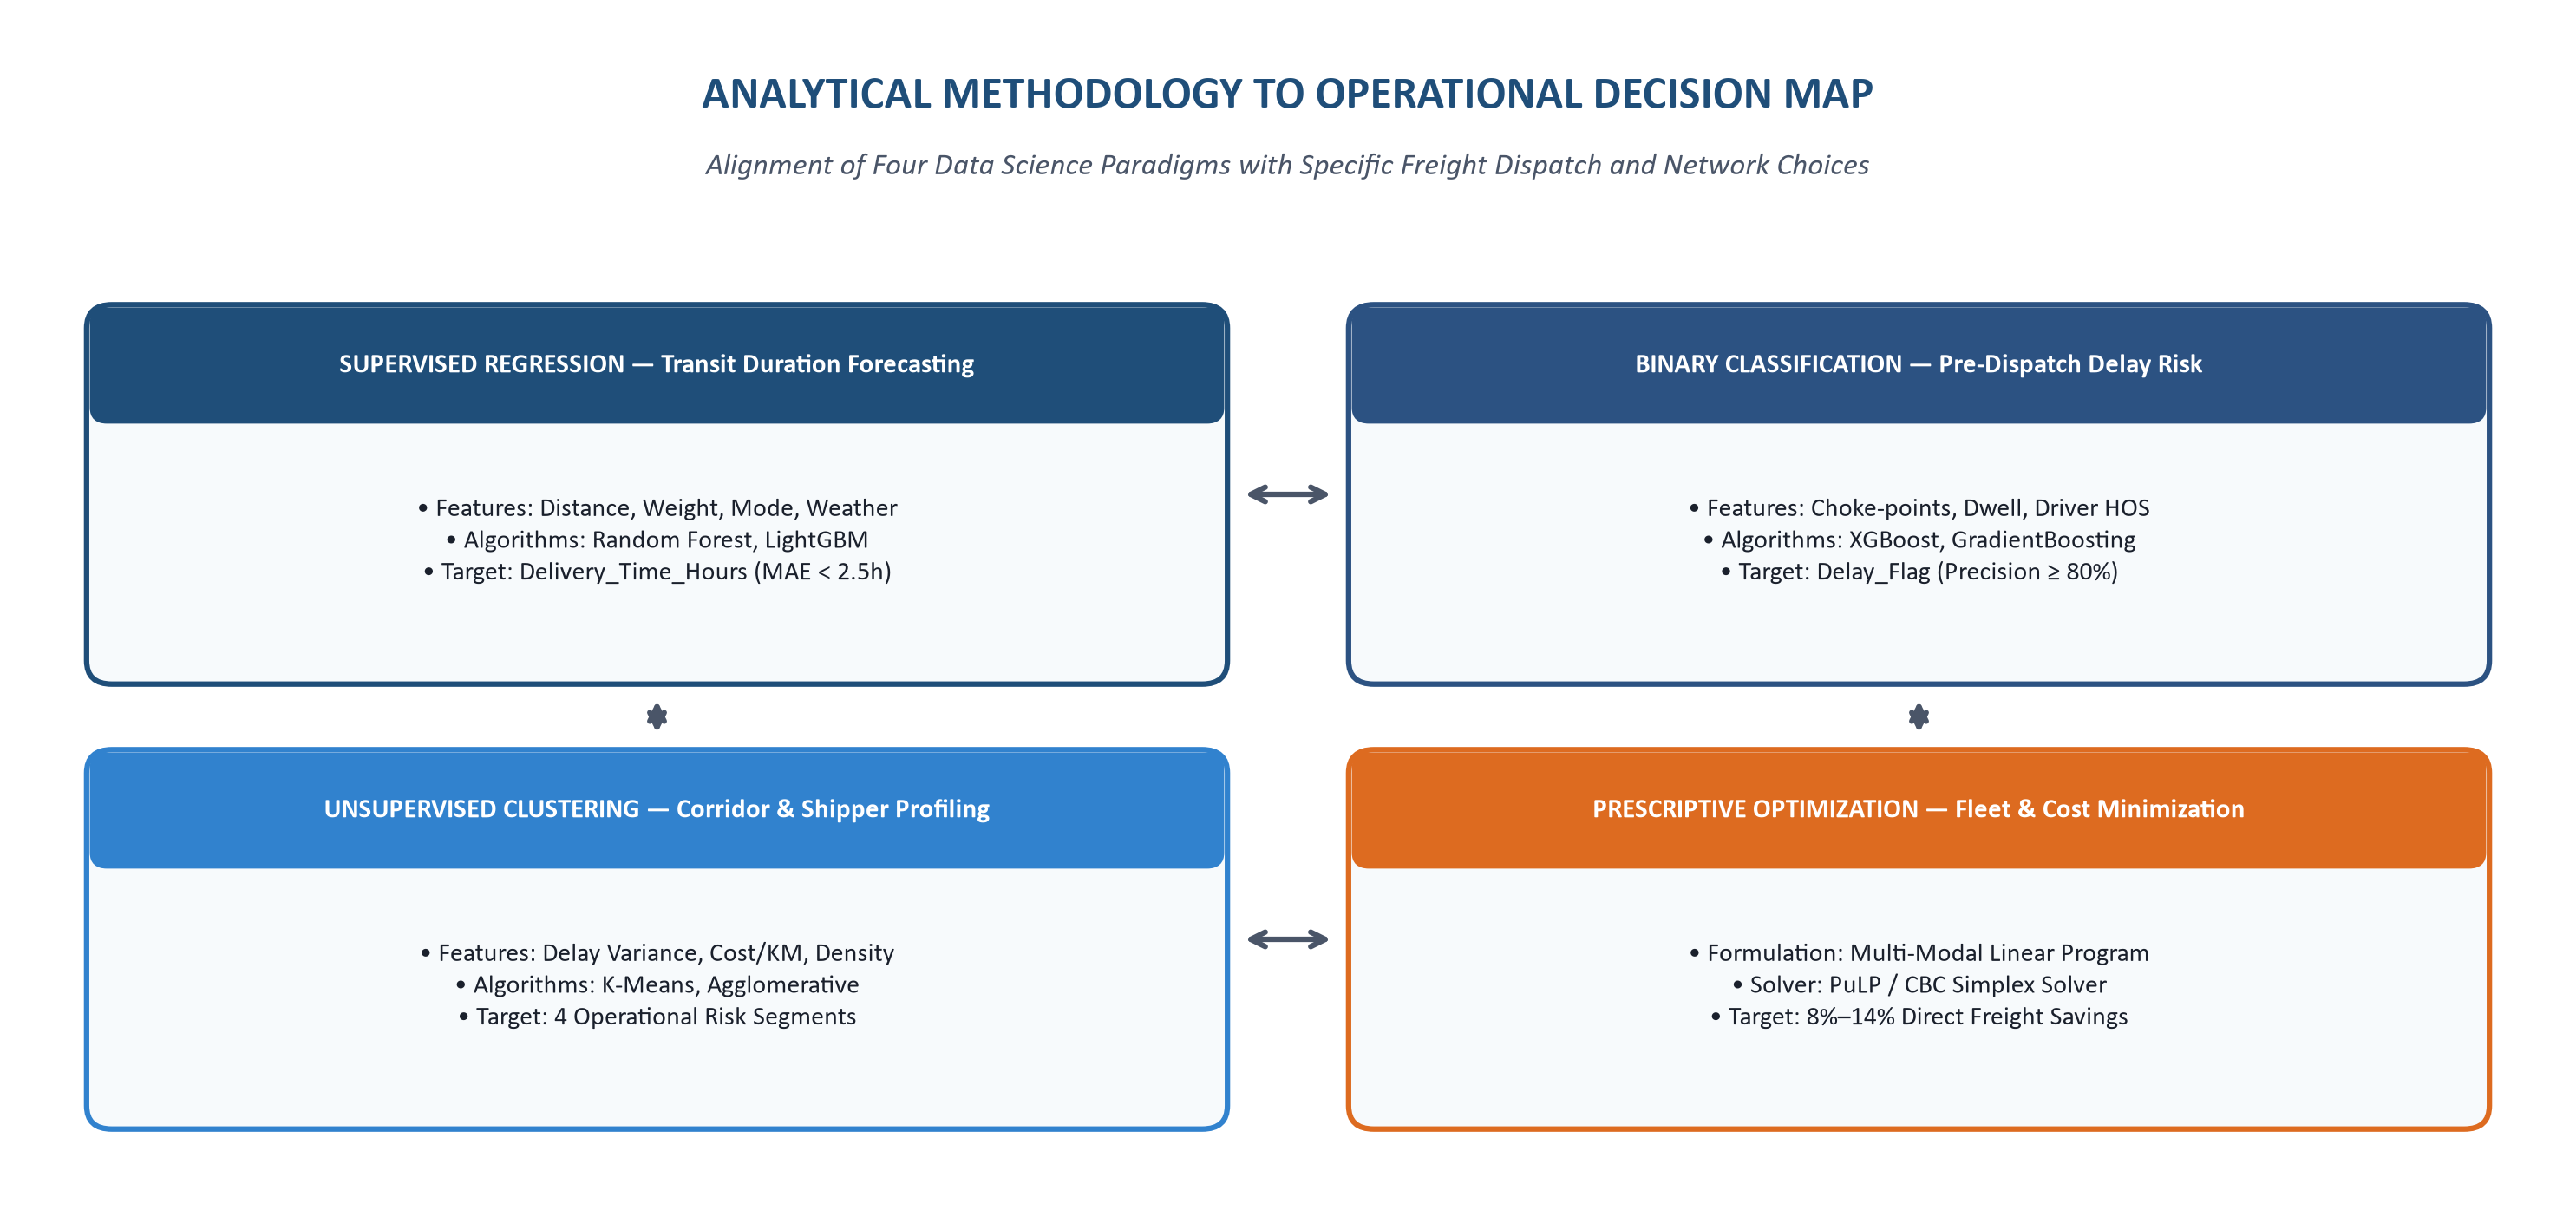 ANALYTICAL METHODOLOGY TO OPERATIONAL DECISION MAP
Alignment of Four Data Science Paradigms with Specific Freight Dispatch and Network Choices
SUPERVISED REGRESSION — Transit Duration Forecasting
• Features: Distance, Weight, Mode, Weather
• Algorithms: Random Forest, LightGBM
• Target: Delivery_Time_Hours (MAE < 2.5h)
BINARY CLASSIFICATION — Pre-Dispatch Delay Risk
• Features: Choke-points, Dwell, Driver HOS
• Algorithms: XGBoost, GradientBoosting
• Target: Delay_Flag (Precision ≥ 80%)
UNSUPERVISED CLUSTERING — Corridor & Shipper Profiling
• Features: Delay Variance, Cost/KM, Density
• Algorithms: K-Means, Agglomerative
• Target: 4 Operational Risk Segments
PRESCRIPTIVE OPTIMIZATION — Fleet & Cost Minimization
• Formulation: Multi-Modal Linear Program
• Solver: PuLP / CBC Simplex Solver
• Target: 8%–14% Direct Freight Savings